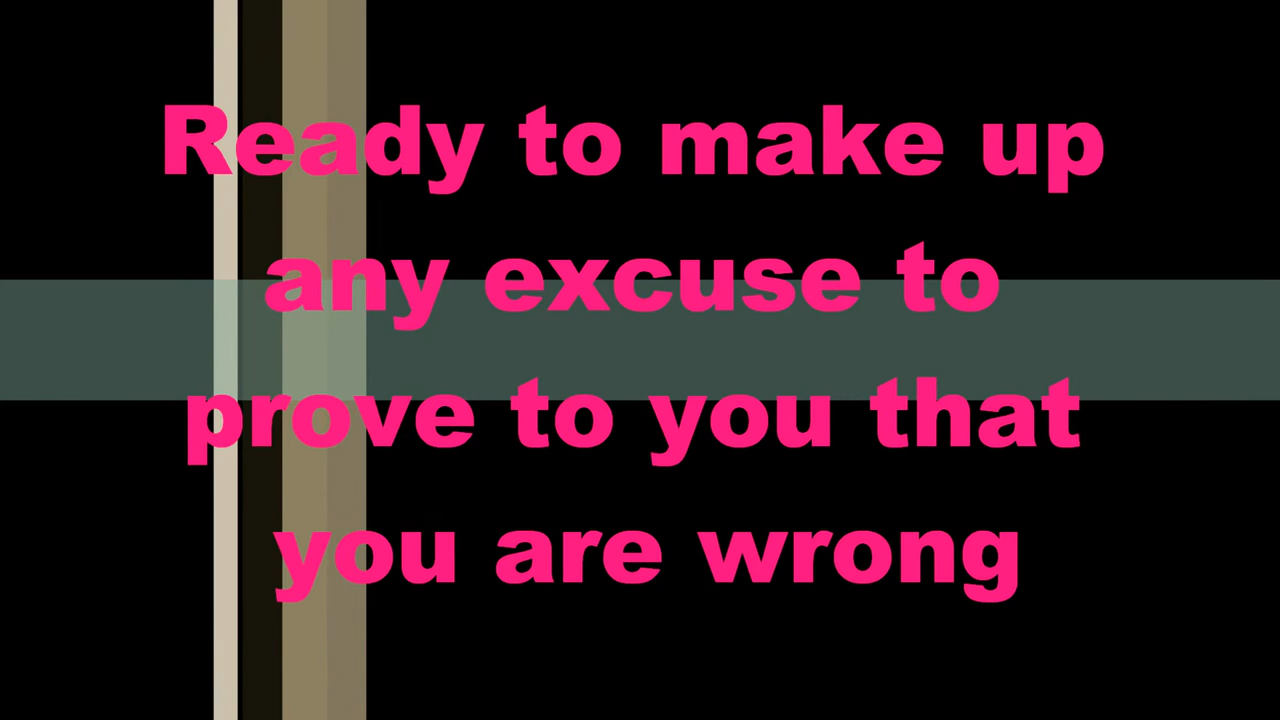 Ready to make up
any excuse to
prove to you that
you are wrong